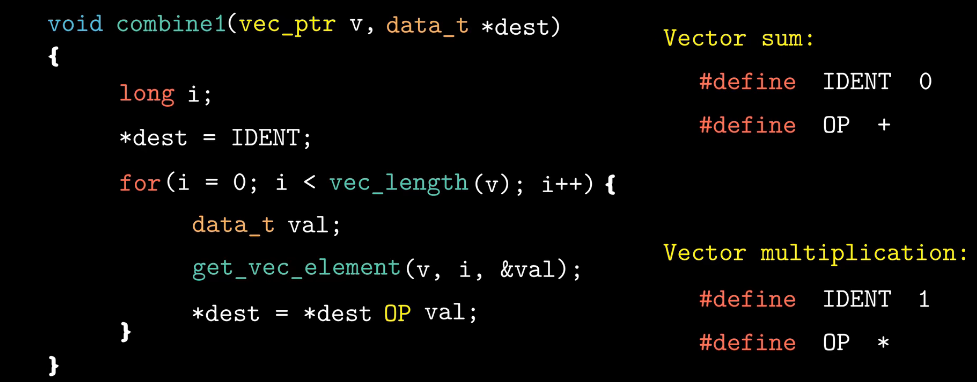 void combine1(vec_ptr v, data_t *dest)
{
long i;
*dest = IDENT;
for(i = 0; i < vec_length(v); i++) {
data_t val;
get_vec_element(v, i, &val);
*dest = *dest OP val;
}
}
Vector sum:
#define IDENT 0
#define OP +
Vector multiplication:
#define IDENT 1
#define OP *